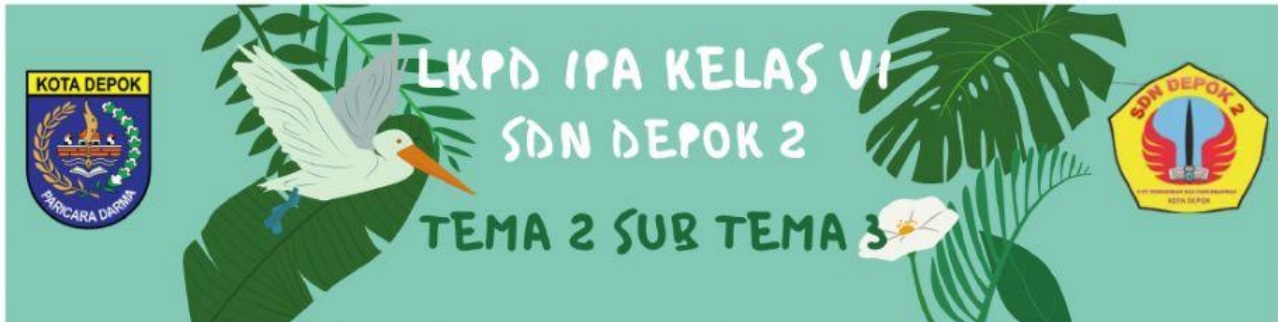 LKPD IPA KELAS VI
SDN DEPOK 2
TEMA 2 SUB TEMA 3
KOTA DEPOK
PARICARA DARMA
SDN DEPOK 2
KOTA DEPOK